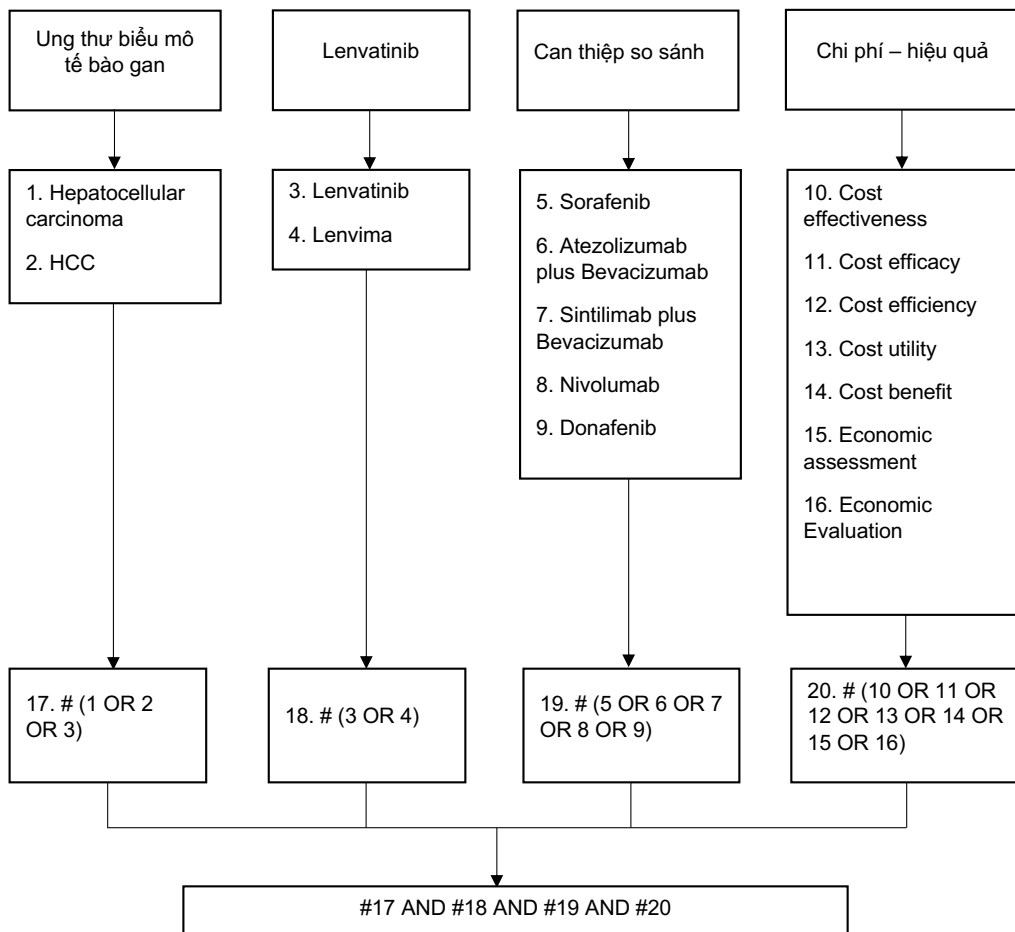 Ung thư biểu mô
tế bào gan
Lenvatinib
Can thiệp so sánh
Chi phí – hiệu quả
1. Hepatocellular
carcinoma
2. HCC
3. Lenvatinib
4. Lenvima
5. Sorafenib
6. Atezolizumab
plus Bevacizumab
7. Sintilimab plus
Bevacizumab
8. Nivolumab
9. Donafenib
10. Cost
effectiveness
11. Cost efficacy
12. Cost efficiency
13. Cost utility
14. Cost benefit
15. Economic
assessment
16. Economic
Evaluation
17. # (1 OR 2
OR 3)
18. # (3 OR 4)
19. # (5 OR 6 OR 7
OR 8 OR 9)
20. # (10 OR 11 OR
12 OR 13 OR 14 OR
15 OR 16)
#17 AND #18 AND #19 AND #20